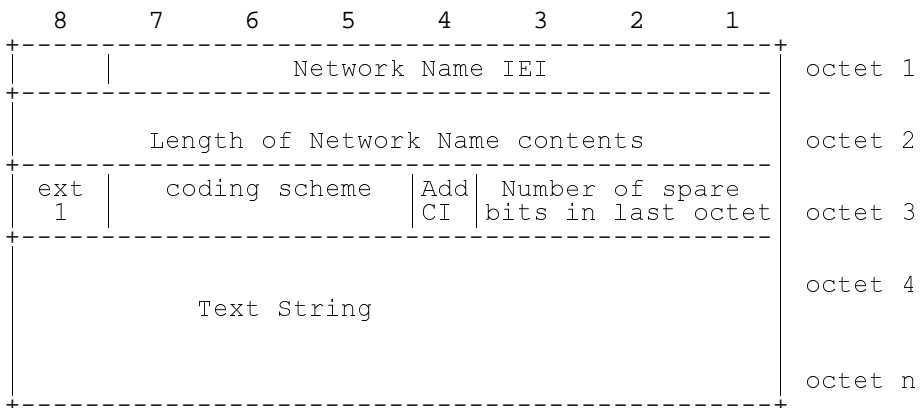 8 7 6 5 4 3 2 1
Network Name IEI octet 1
Length of Network Name contents octet 2
ext coding scheme Add Number of spare
1 CI bits in last octet octet 3
octet 4
Text String
octet n